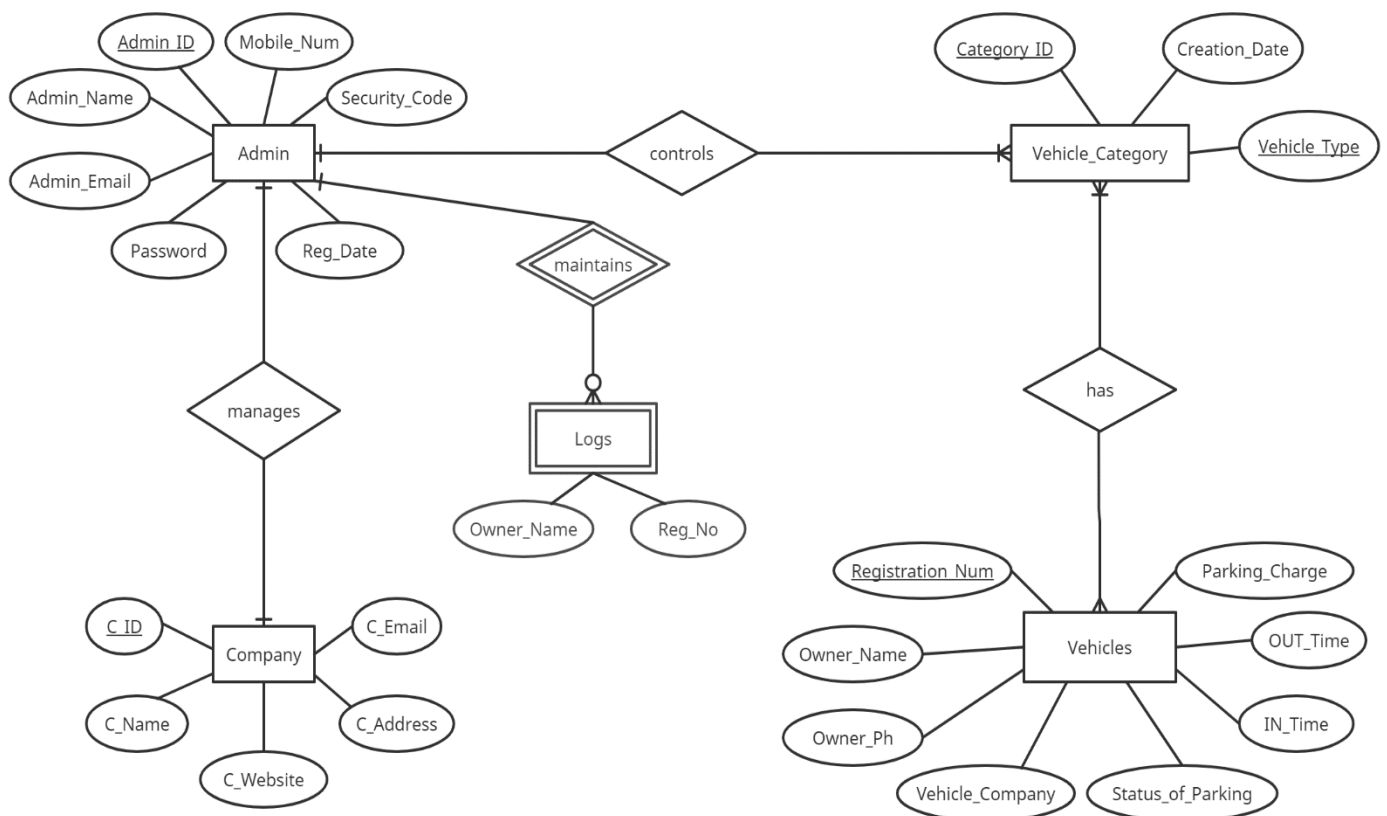 Admin_ID
Mobile_Num
Category_ID
Creation_Date
Admin_Name
Security_Code
Admin
controls
Vehicle_Category
Vehicle_Type
Admin_Email
Password
Reg_Date
maintains
manages
has
Logs
Owner_Name
Reg_No
Registration_Num
Parking_Charge
C_ID
C_Email
Company
Owner_Name
Vehicles
OUT_Time
C_Name
C_Address
Owner_Ph
IN_Time
C_Website
Vehicle_Company
Status_of_Parking